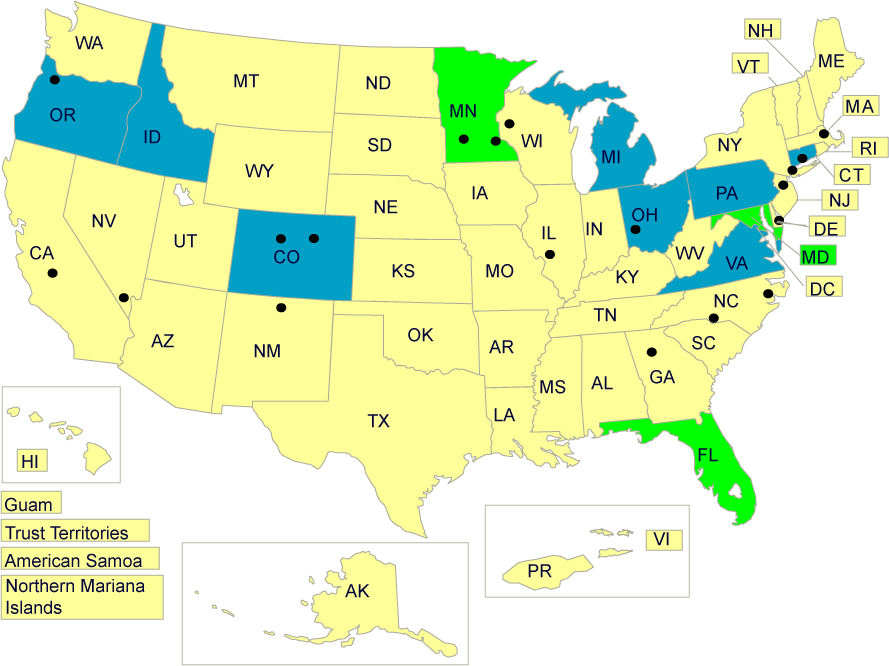 WA
MT
ND
MN
OR
ID
WY
SD
WI
MI
NY
NH
VT
ME
MA
RI
CT
NJ
DE
MD
DC
PA
OH
IN
IL
IA
NE
NV
UT
CO
CA
KS
MO
KY
WV
VA
NC
TN
SC
AZ
NM
OK
AR
MS
AL
GA
TX
LA
FL
HI
Guam
Trust Territories
American Samoa
Northern Mariana
Islands
AK
PR
VI